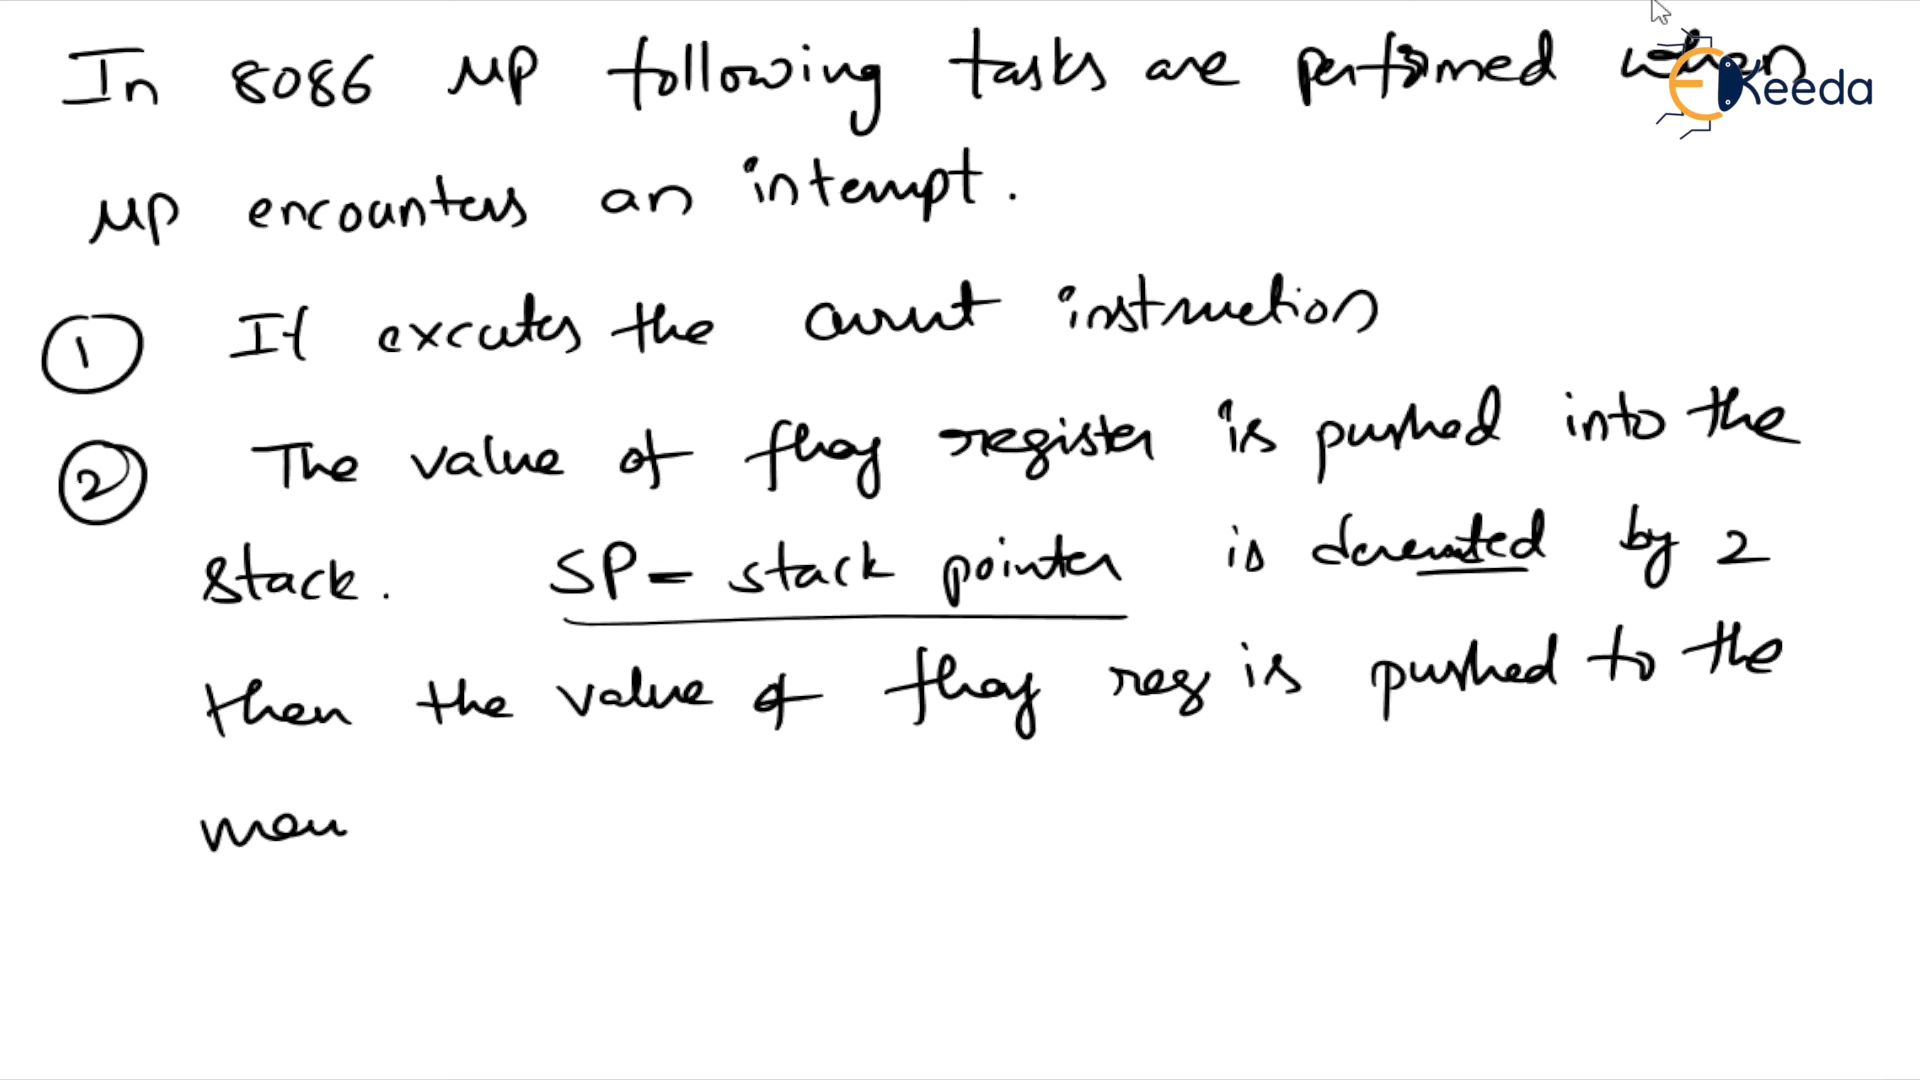 In 8086 μp following tasks are performed when
EKeeda
μp encounters an interrupt.
① It excutes the current instruction
② The value of flag register is pushed into the
stack. SP = stack pointer is decremented by 2
then the value of flag reg is pushed to the